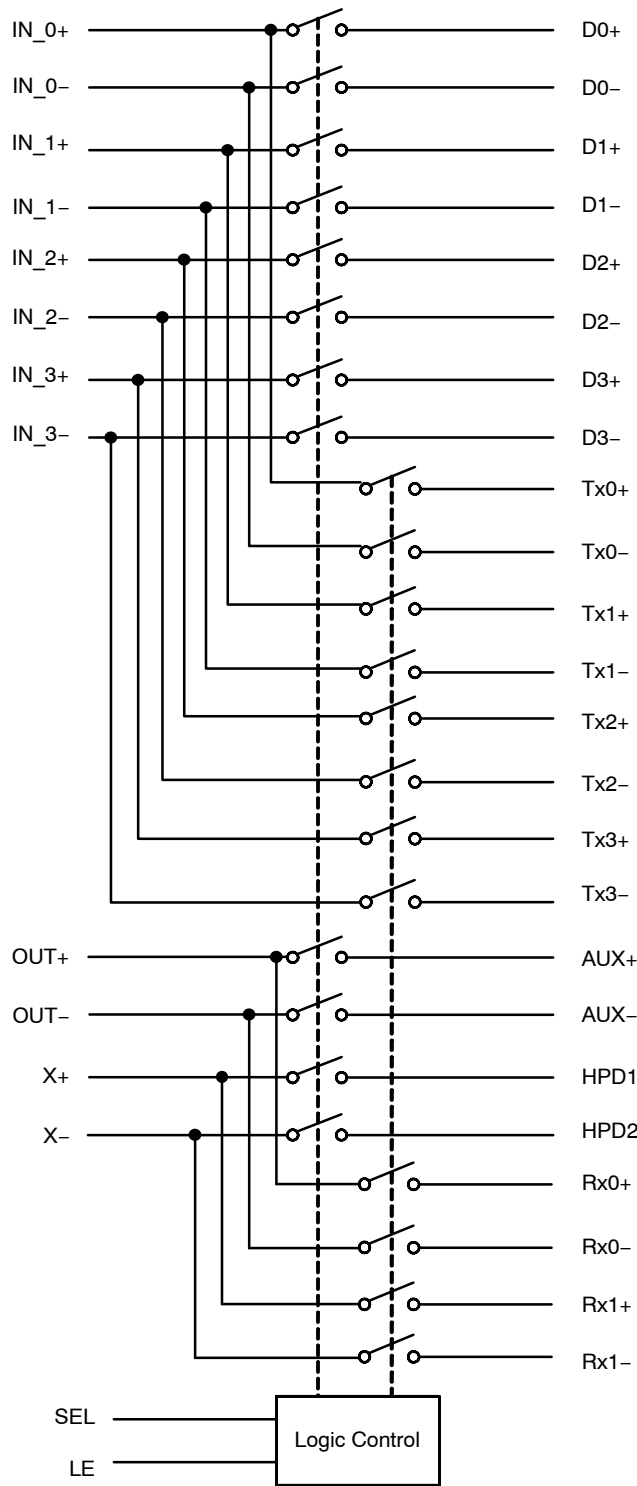 IN_0+ D0+
IN_0− D0−
IN_1+ D1+
IN_1− D1−
IN_2+ D2+
IN_2− D2−
IN_3+ D3+
IN_3− D3−
Tx0+
Tx0−
Tx1+
Tx1−
Tx2+
Tx2−
Tx3+
Tx3−
OUT+ AUX+
OUT− AUX−
X+ HPD1
X− HPD2
Rx0+
Rx0−
Rx1+
Rx1−
SEL
Logic Control
LE